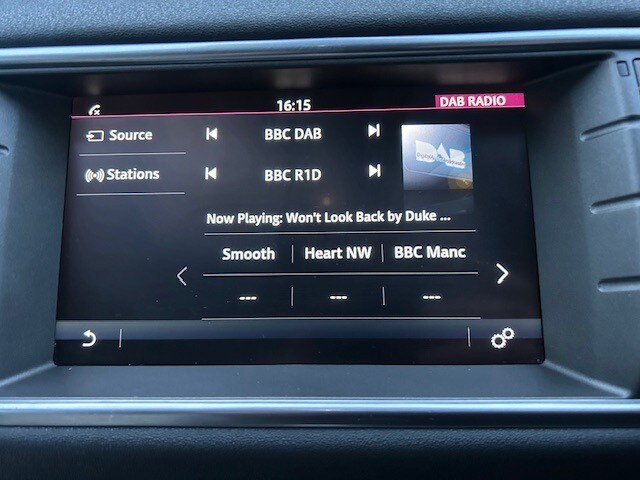 16:15
DAB RADIO
Source
BBC DAB
DAB
Stations
BBC R1D
Now Playing: Won't Look Back by Duke ...
Smooth
Heart NW
BBC Manc
---
---
---